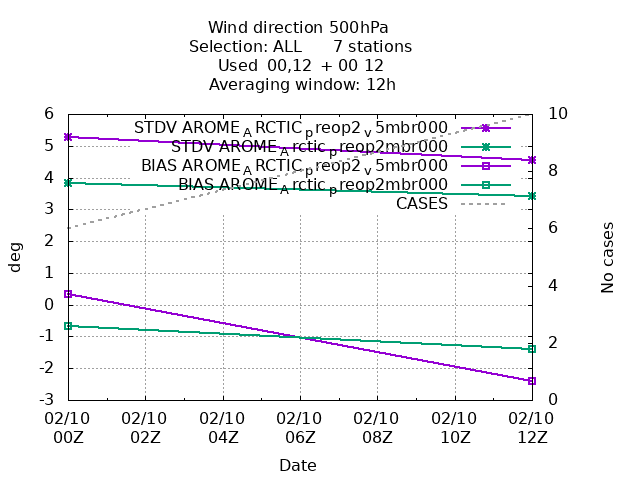 Wind direction 500hPa
Selection: ALL 7 stations
Used 00,12 + 00 12
Averaging window: 12h
STDV AROME_ARCTIC_preop2_v5mbr000
STDV AROME_Arctic_preop2mbr000
BIAS AROME_ARCTIC_preop2_v5mbr000
BIAS AROME_Arctic_preop2mbr000
CASES
6
5
4
3
2
1
0
-1
-2
-3
deg
10
8
6
4
2
0
No cases
02/10 02/10 02/10 02/10 02/10 02/10 02/10
00Z 02Z 04Z 06Z 08Z 10Z 12Z
Date